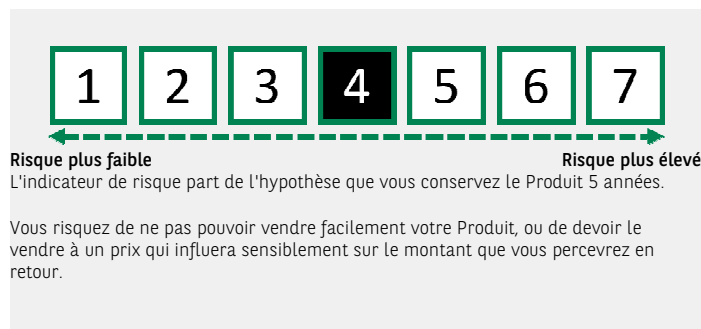 1 2 3 4 5 6 7
Risque plus faible Risque plus élevé
L'indicateur de risque part de l'hypothèse que vous conservez le Produit 5 années.
Vous risquez de ne pas pouvoir vendre facilement votre Produit, ou de devoir le
vendre à un prix qui influera sensiblement sur le montant que vous percevrez en
retour.